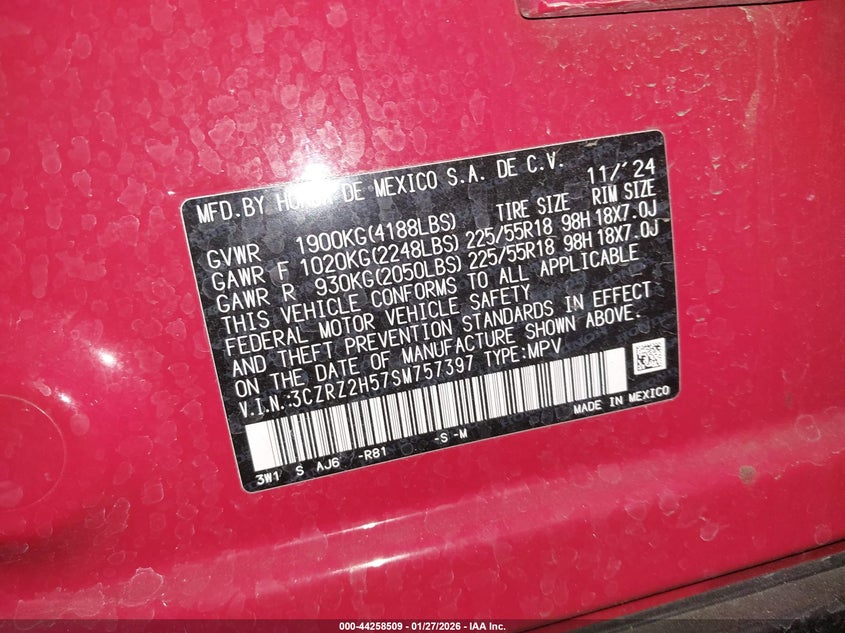 MFD.BY HONDA DE MEXICO S.A. DE C.V. 11/'24
TIRE SIZE RIM SIZE
GVWR 1900KG(4188LBS)
GAWR F 1020KG(2248LBS) 225/55R18 98H 18X7.0J
GAWR R 930KG(2050LBS) 225/55R18 98H 18X7.0J
THIS VEHICLE CONFORMS TO ALL APPLICABLE
FEDERAL MOTOR VEHICLE SAFETY
AND THEFT PREVENTION STANDARDS IN EFFECT
ON THE DATE OF MANUFACTURE SHOWN ABOVE.
V.I.N.:3CZRZ2H57SM757397 TYPE:MPV
3W1 S AJ6 -R81 -S -M MADE IN MEXICO
000-44258509 - 01/27/2026 - IAA Inc.